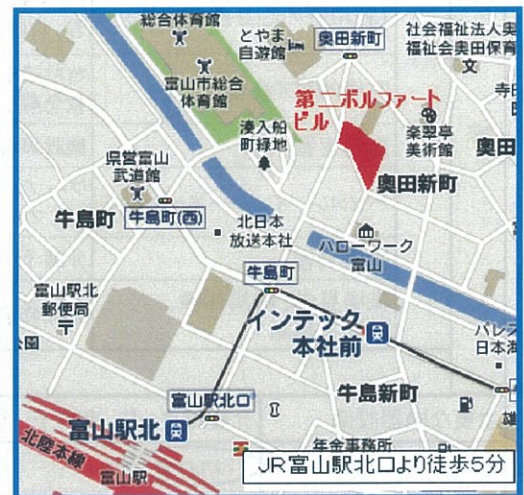 総合体育館
とやま
自遊館
奥田新町
社会福祉法人奥
福祉会奥田保育
文
富山市総合
体育館
第二ボルファート
ビル
寺田
湊入船
町緑地
楽翠亭
美術館
奥田
県営富山
武道館
奥田新町
牛島町
牛島町(西)
北日本
放送本社
ハローワーク
富山
牛島町
富山駅北
郵便局
〒
インテック
本社前
パレス
日本海
公園
牛島新町
富山駅北口
富山駅北
雄
北陸本線
年金事務所
富山駅
JR富山駅北口より徒歩5分